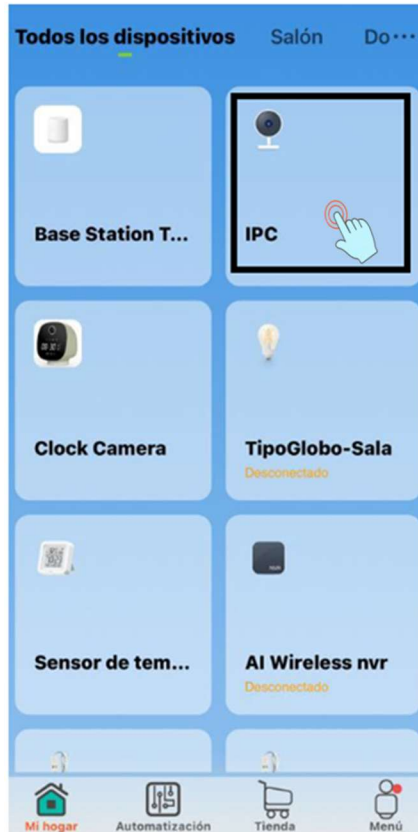 Todos los dispositivos Salón Do...
Base Station T...
IPC
Clock Camera
TipoGlobo-Sala
Desconectado
Sensor de tem...
AI Wireless nvr
Desconectado
Mi hogar Automatización Tienda Menú